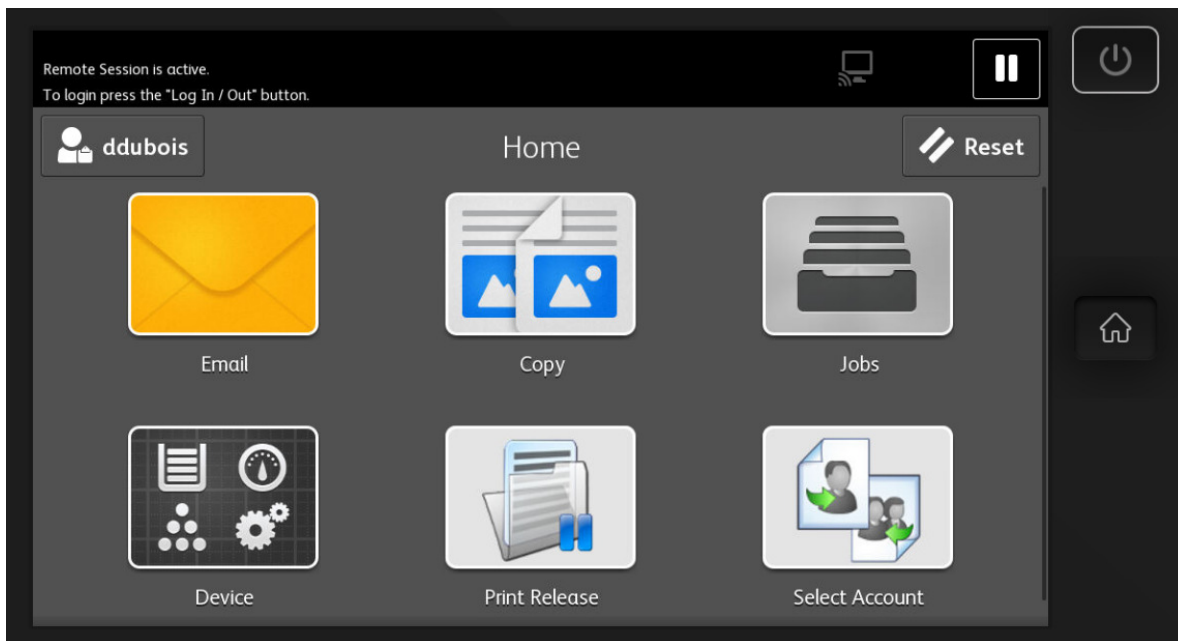 Remote Session is active.
To login press the "Log In / Out" button.
ddubois
Home
Reset
Email
Copy
Jobs
Device
Print Release
Select Account